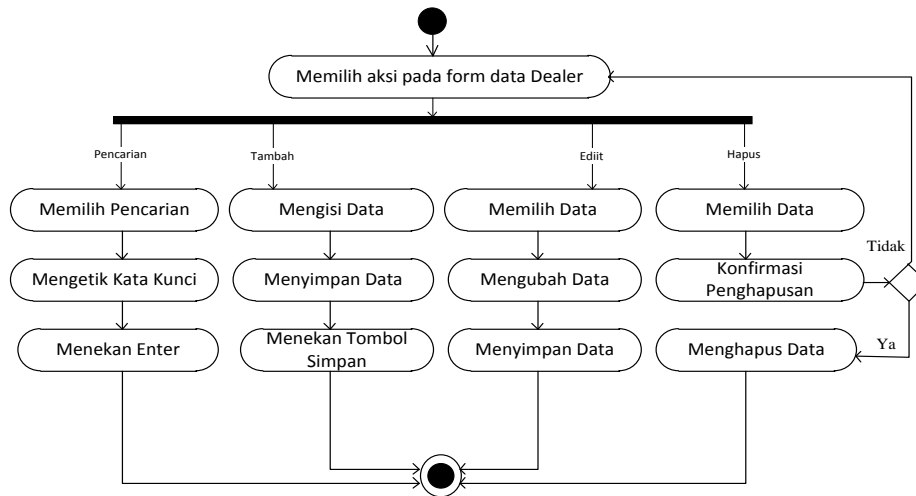 Memilih aksi pada form data Dealer
Pencarian
Tambah
Ediit
Hapus
Memilih Pencarian
Mengisi Data
Memilih Data
Memilih Data
Tidak
Mengetik Kata Kunci
Menyimpan Data
Mengubah Data
Konfirmasi
Penghapusan
Menekan Enter
Menekan Tombol
Simpan
Menyimpan Data
Menghapus Data
Ya